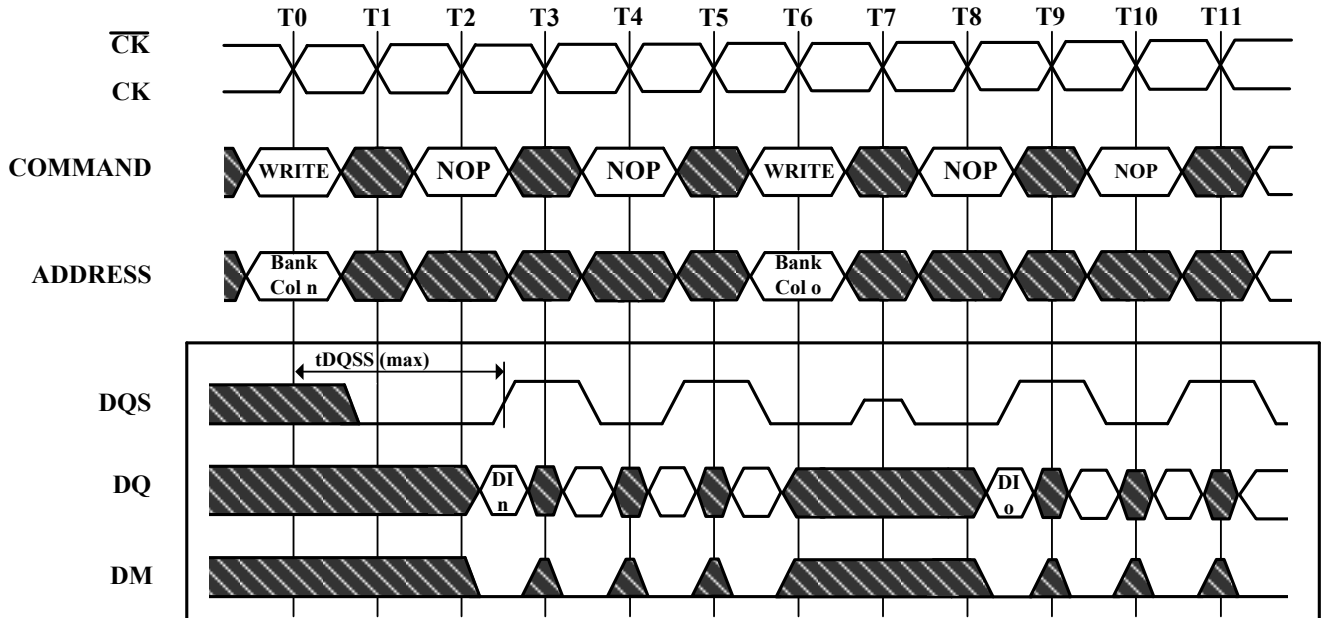 T0 T1 T2 T3 T4 T5 T6 T7 T8 T9 T10 T11
CK
CK
COMMAND WRITE NOP NOP WRITE NOP NOP
ADDRESS Bank Col n Bank Col o
tDQSS (max)
DQS
DQ DI n DI o
DM